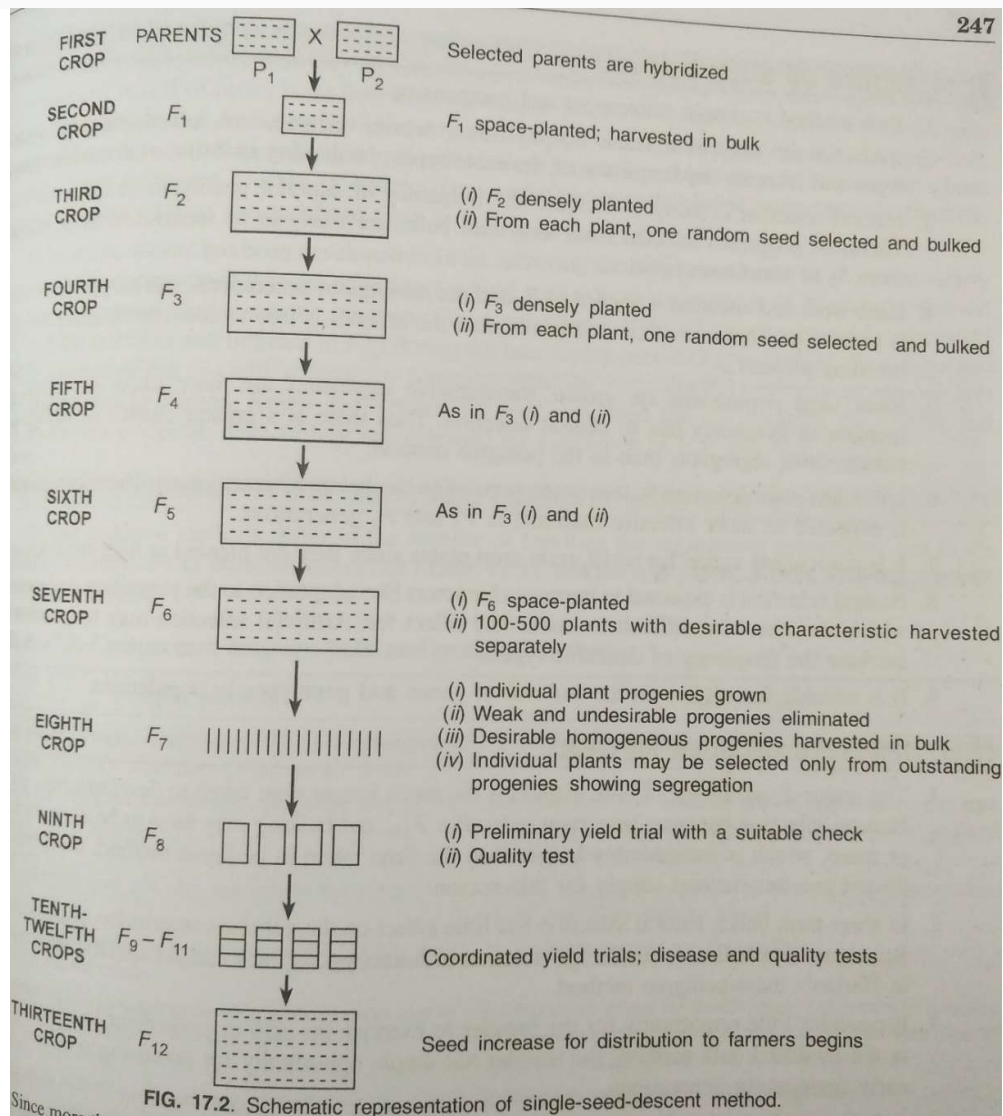 247
FIRST CROP PARENTS X Selected parents are hybridized
P1 P2
SECOND CROP F1 F1 space-planted; harvested in bulk
THIRD CROP F2 (i) F2 densely planted
(ii) From each plant, one random seed selected and bulked
FOURTH CROP F3 (i) F3 densely planted
(ii) From each plant, one random seed selected and bulked
FIFTH CROP F4 As in F3 (i) and (ii)
SIXTH CROP F5 As in F3 (i) and (ii)
SEVENTH CROP F6 (i) F6 space-planted
(ii) 100-500 plants with desirable characteristic harvested
separately
EIGHTH CROP F7 (i) Individual plant progenies grown
(ii) Weak and undesirable progenies eliminated
(iii) Desirable homogeneous progenies harvested in bulk
(iv) Individual plants may be selected only from outstanding
progenies showing segregation
NINTH CROP F8 (i) Preliminary yield trial with a suitable check
(ii) Quality test
TENTH-TWELFTH CROPS F9 – F11 Coordinated yield trials; disease and quality tests
THIRTEENTH CROP F12 Seed increase for distribution to farmers begins
FIG. 17.2. Schematic representation of single-seed-descent method.
Since more